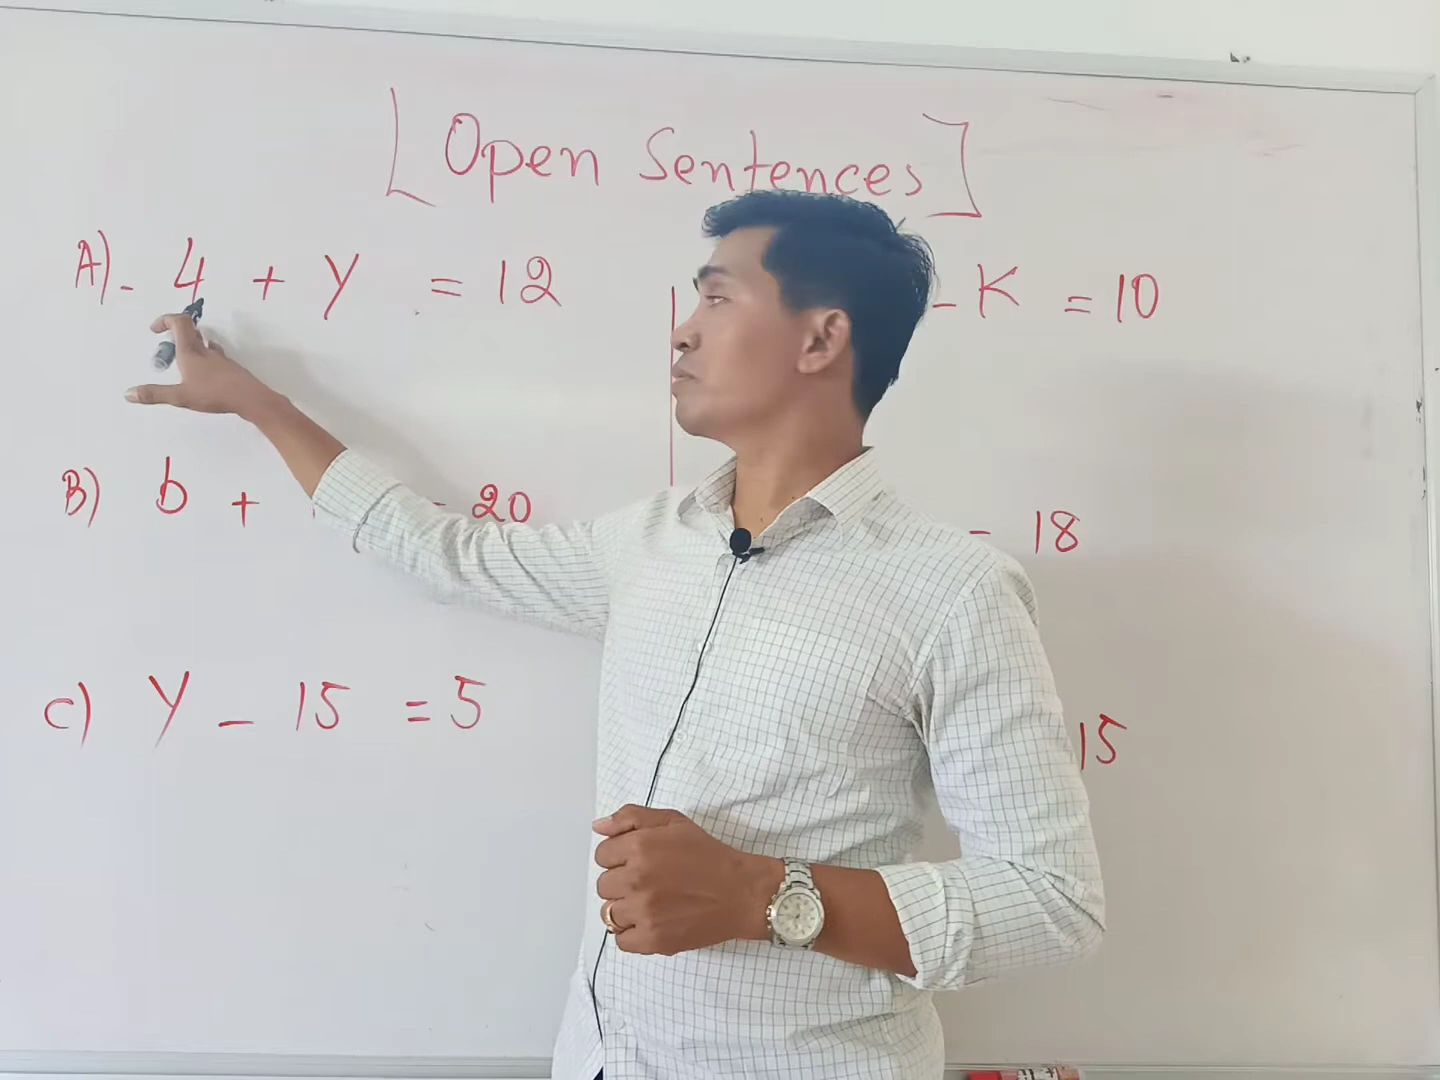 [Open Sentences]
A)- 4 + y = 12
B) b + = 20
C) y - 15 = 5
- K = 10
= 18
15